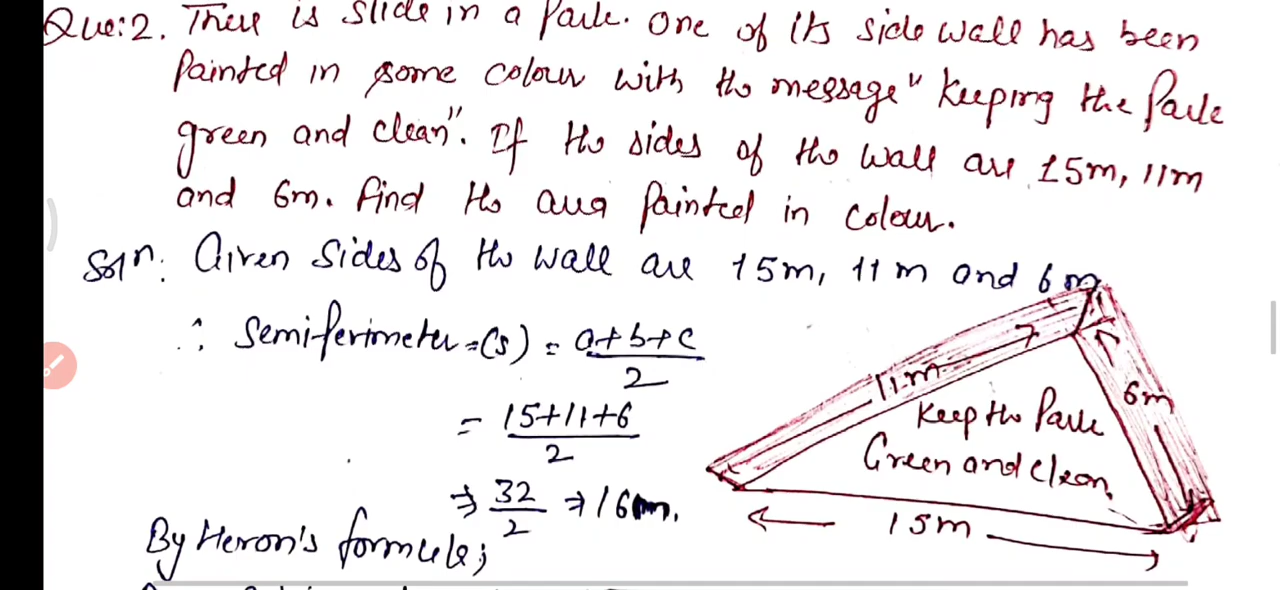 Que:2. There is slide in a Park. One of its side wall has been
Painted in some colour with the message "Keeping the Park
green and clean". If the sides of the wall are 15m, 11m
and 6m. Find the area Painted in colour.
Soln: Given Sides of the wall are 15m, 11m and 6m.
∴ Semiperimeter =(s) = a+b+c/2
= 15+11+6/2
⇒ 32/2 ⇒ 16m.
By Heron's formula;
11m
6m
Keep the Park
Green and Clean
15m